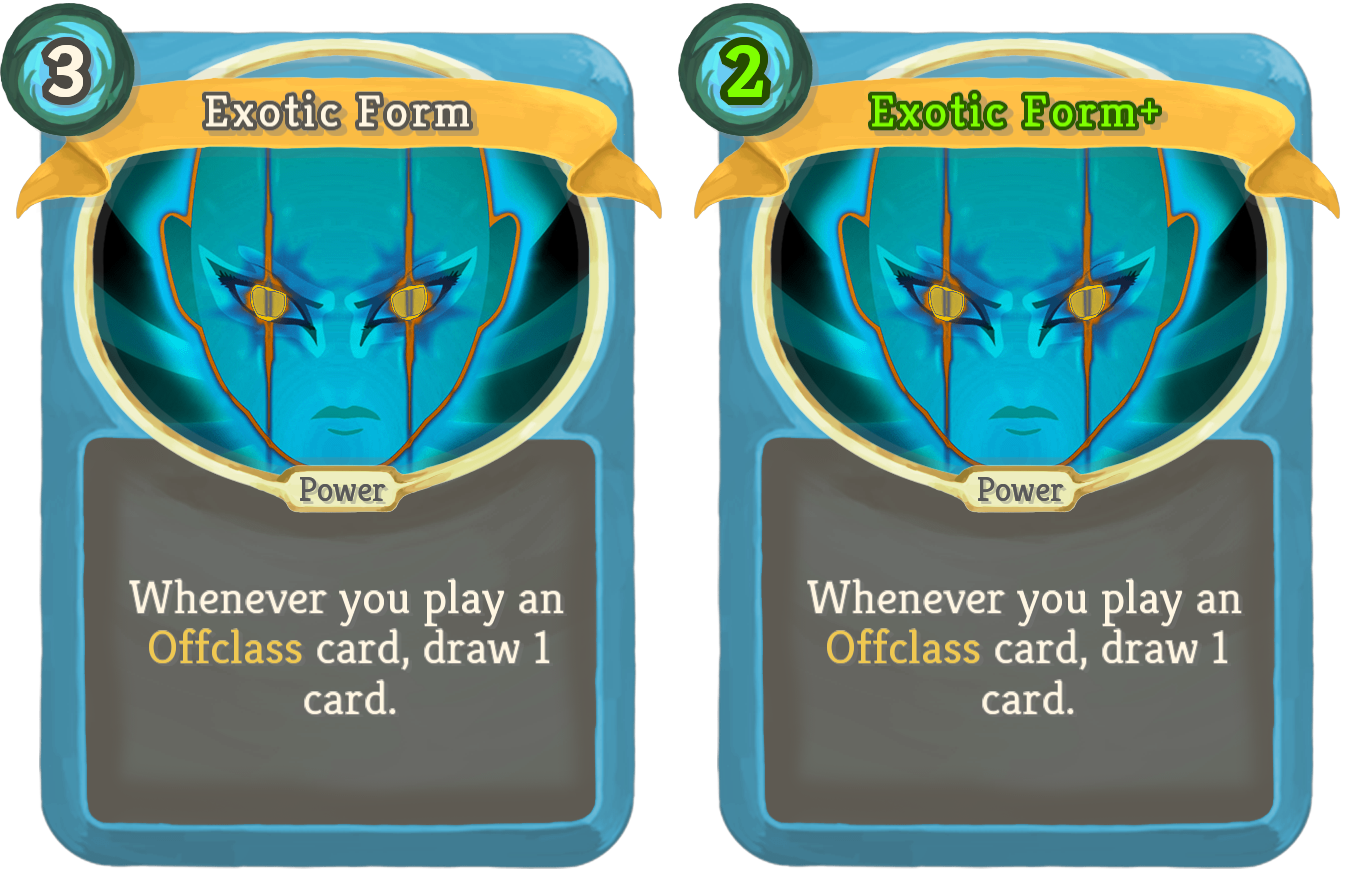 3
Exotic Form
Power
Whenever you play an
Offclass card, draw 1
card.
2
Exotic Form+
Power
Whenever you play an
Offclass card, draw 1
card.